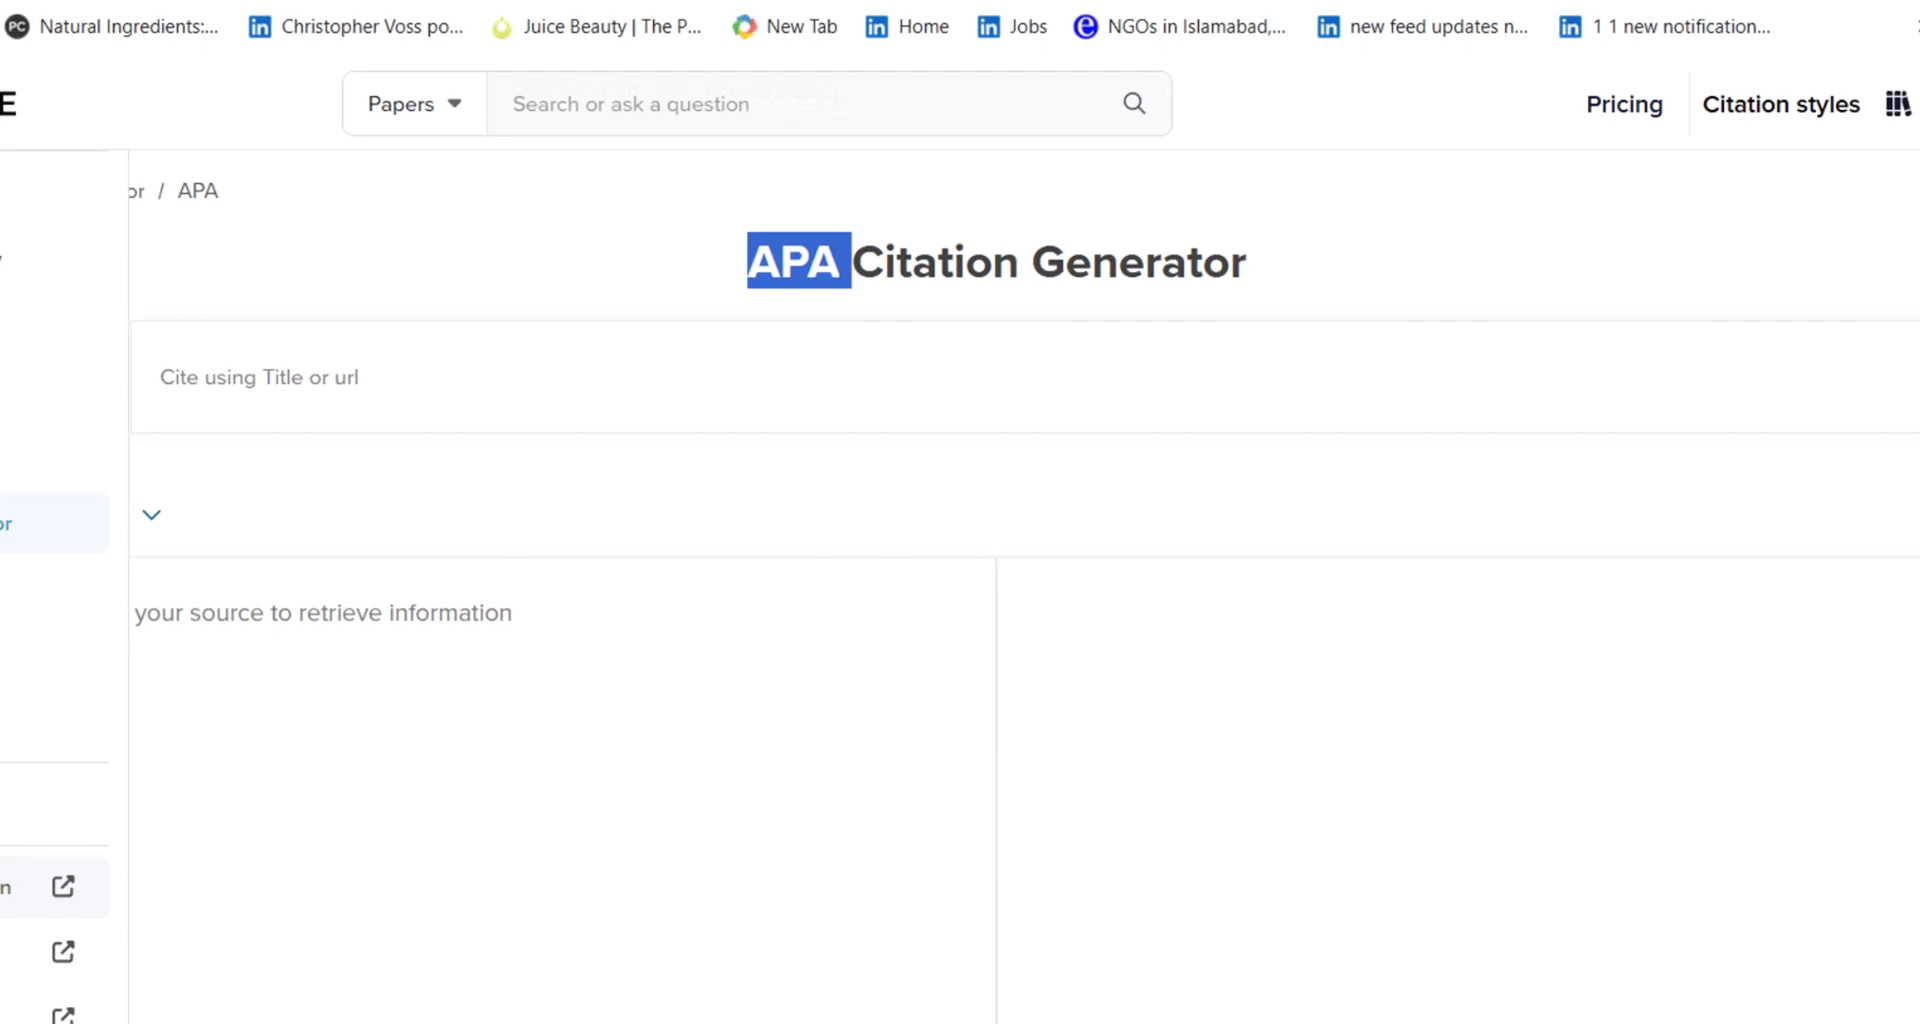 Natural Ingredients:... Christopher Voss po... Juice Beauty | The P... New Tab Home Jobs NGOs in Islamabad,... new feed updates n... 1 1 new notification...
E Papers Search or ask a question Pricing Citation styles
or / APA
APA Citation Generator
Cite using Title or url
or
your source to retrieve information
n